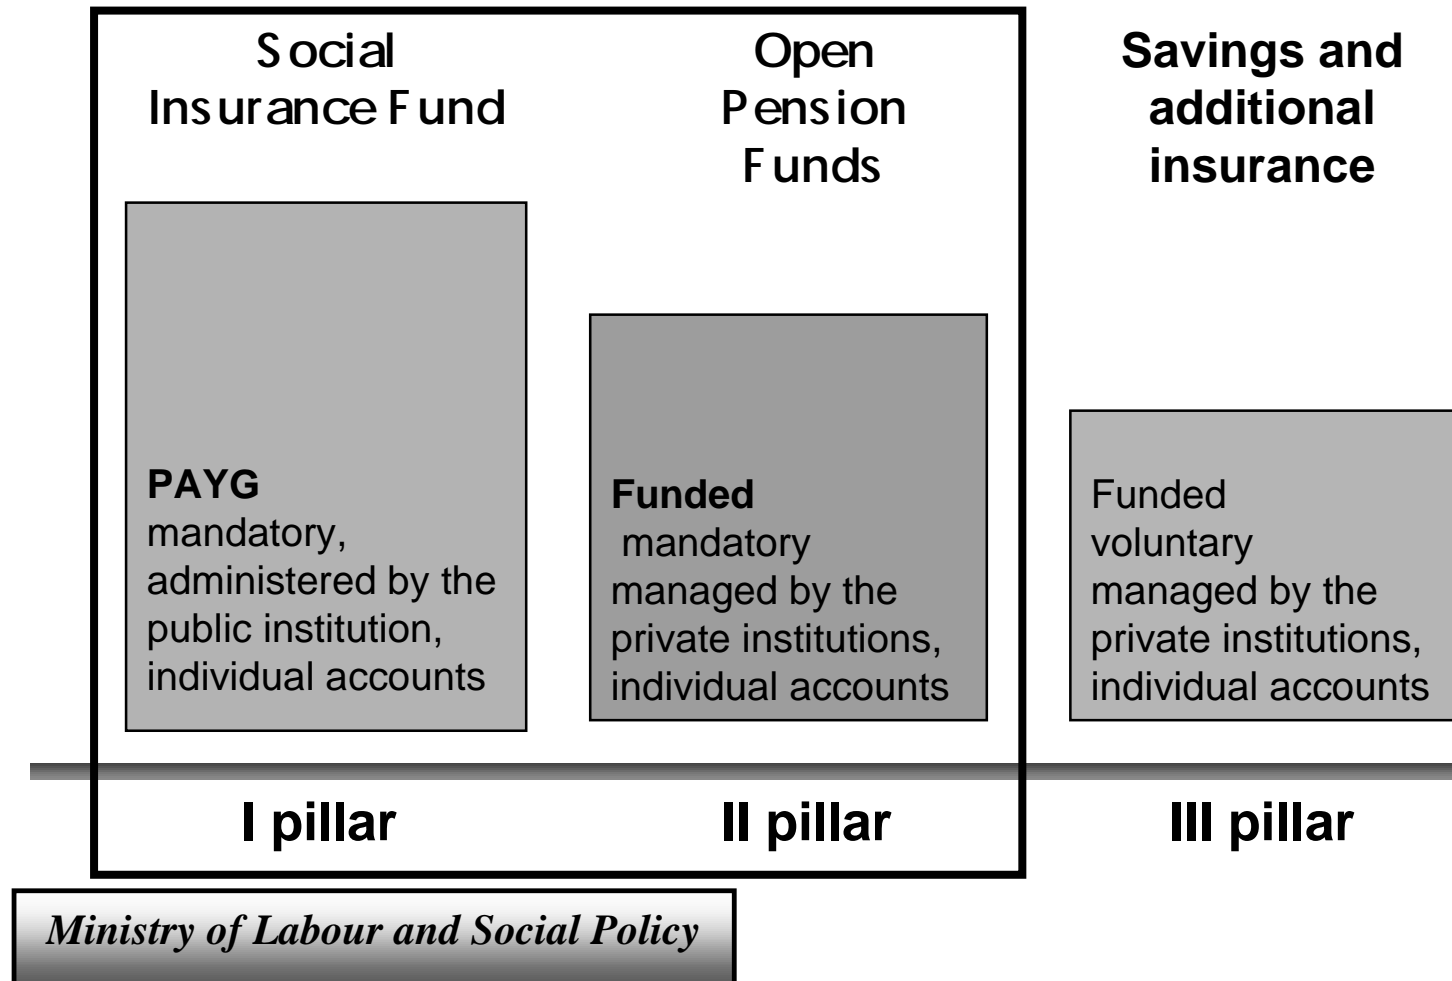 Social
Insurance Fund
Open
Pension
Funds
Savings and
additional
insurance
PAYG
mandatory,
administered by the
public institution,
individual accounts
Funded
mandatory
managed by the
private institutions,
individual accounts
Funded
voluntary
managed by the
private institutions,
individual accounts
I pillar
II pillar
III pillar
Ministry of Labour and Social Policy